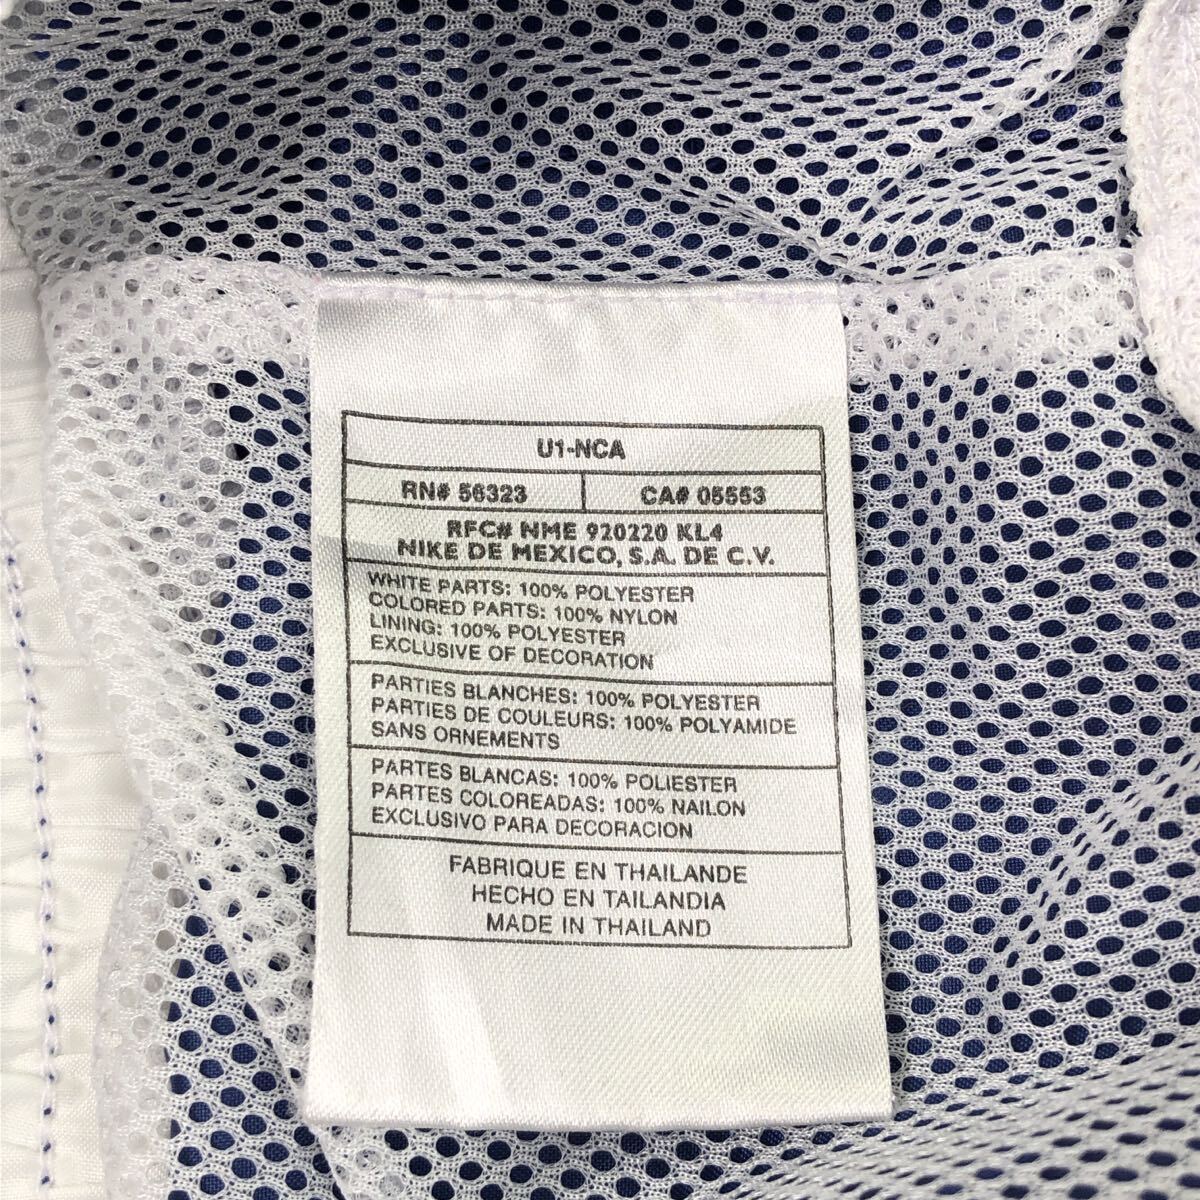 U1-NCA
RN# 56323 CA# 05553
RFC# NME 920220 KL4
NIKE DE MEXICO, S.A. DE C.V.
WHITE PARTS: 100% POLYESTER
COLORED PARTS: 100% NYLON
LINING: 100% POLYESTER
EXCLUSIVE OF DECORATION
PARTIES BLANCHES: 100% POLYESTER
PARTIES DE COULEURS: 100% POLYAMIDE
SANS ORNEMENTS
PARTES BLANCAS: 100% POLIESTER
PARTES COLOREADAS: 100% NAILON
EXCLUSIVO PARA DECORACION
FABRIQUE EN THAILANDE
HECHO EN TAILANDIA
MADE IN THAILAND